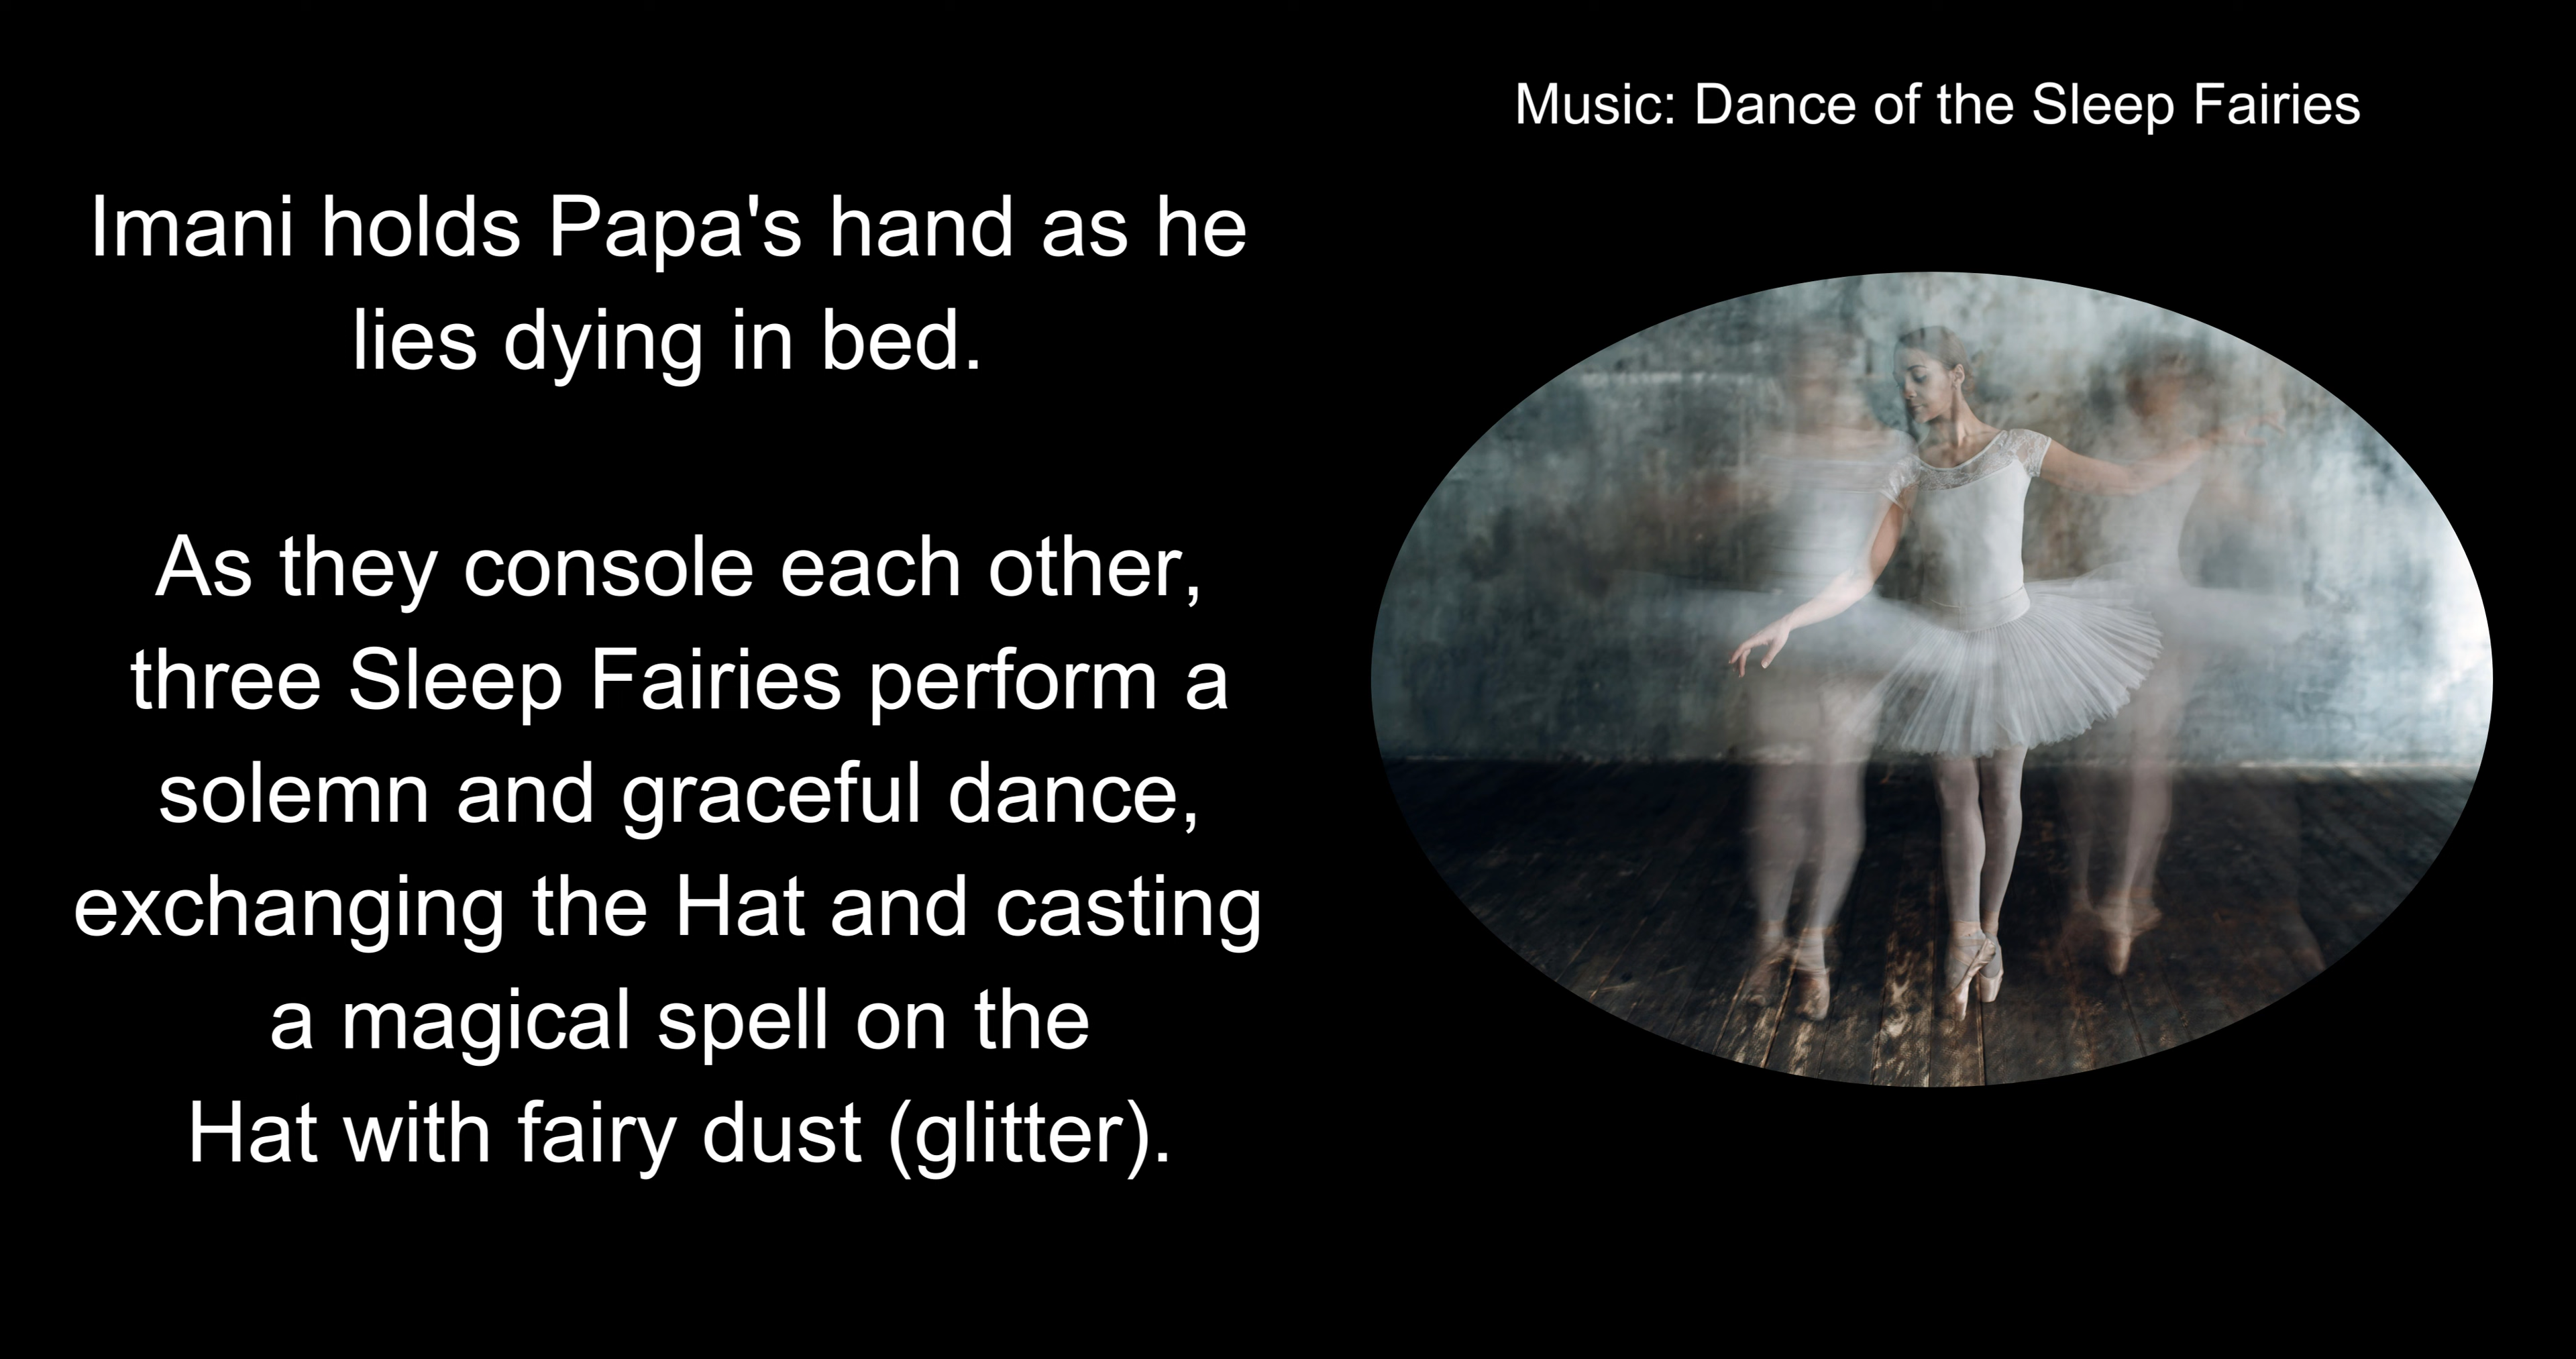 Music: Dance of the Sleep Fairies
Imani holds Papa's hand as he
lies dying in bed.
As they console each other,
three Sleep Fairies perform a
solemn and graceful dance,
exchanging the Hat and casting
a magical spell on the
Hat with fairy dust (glitter).